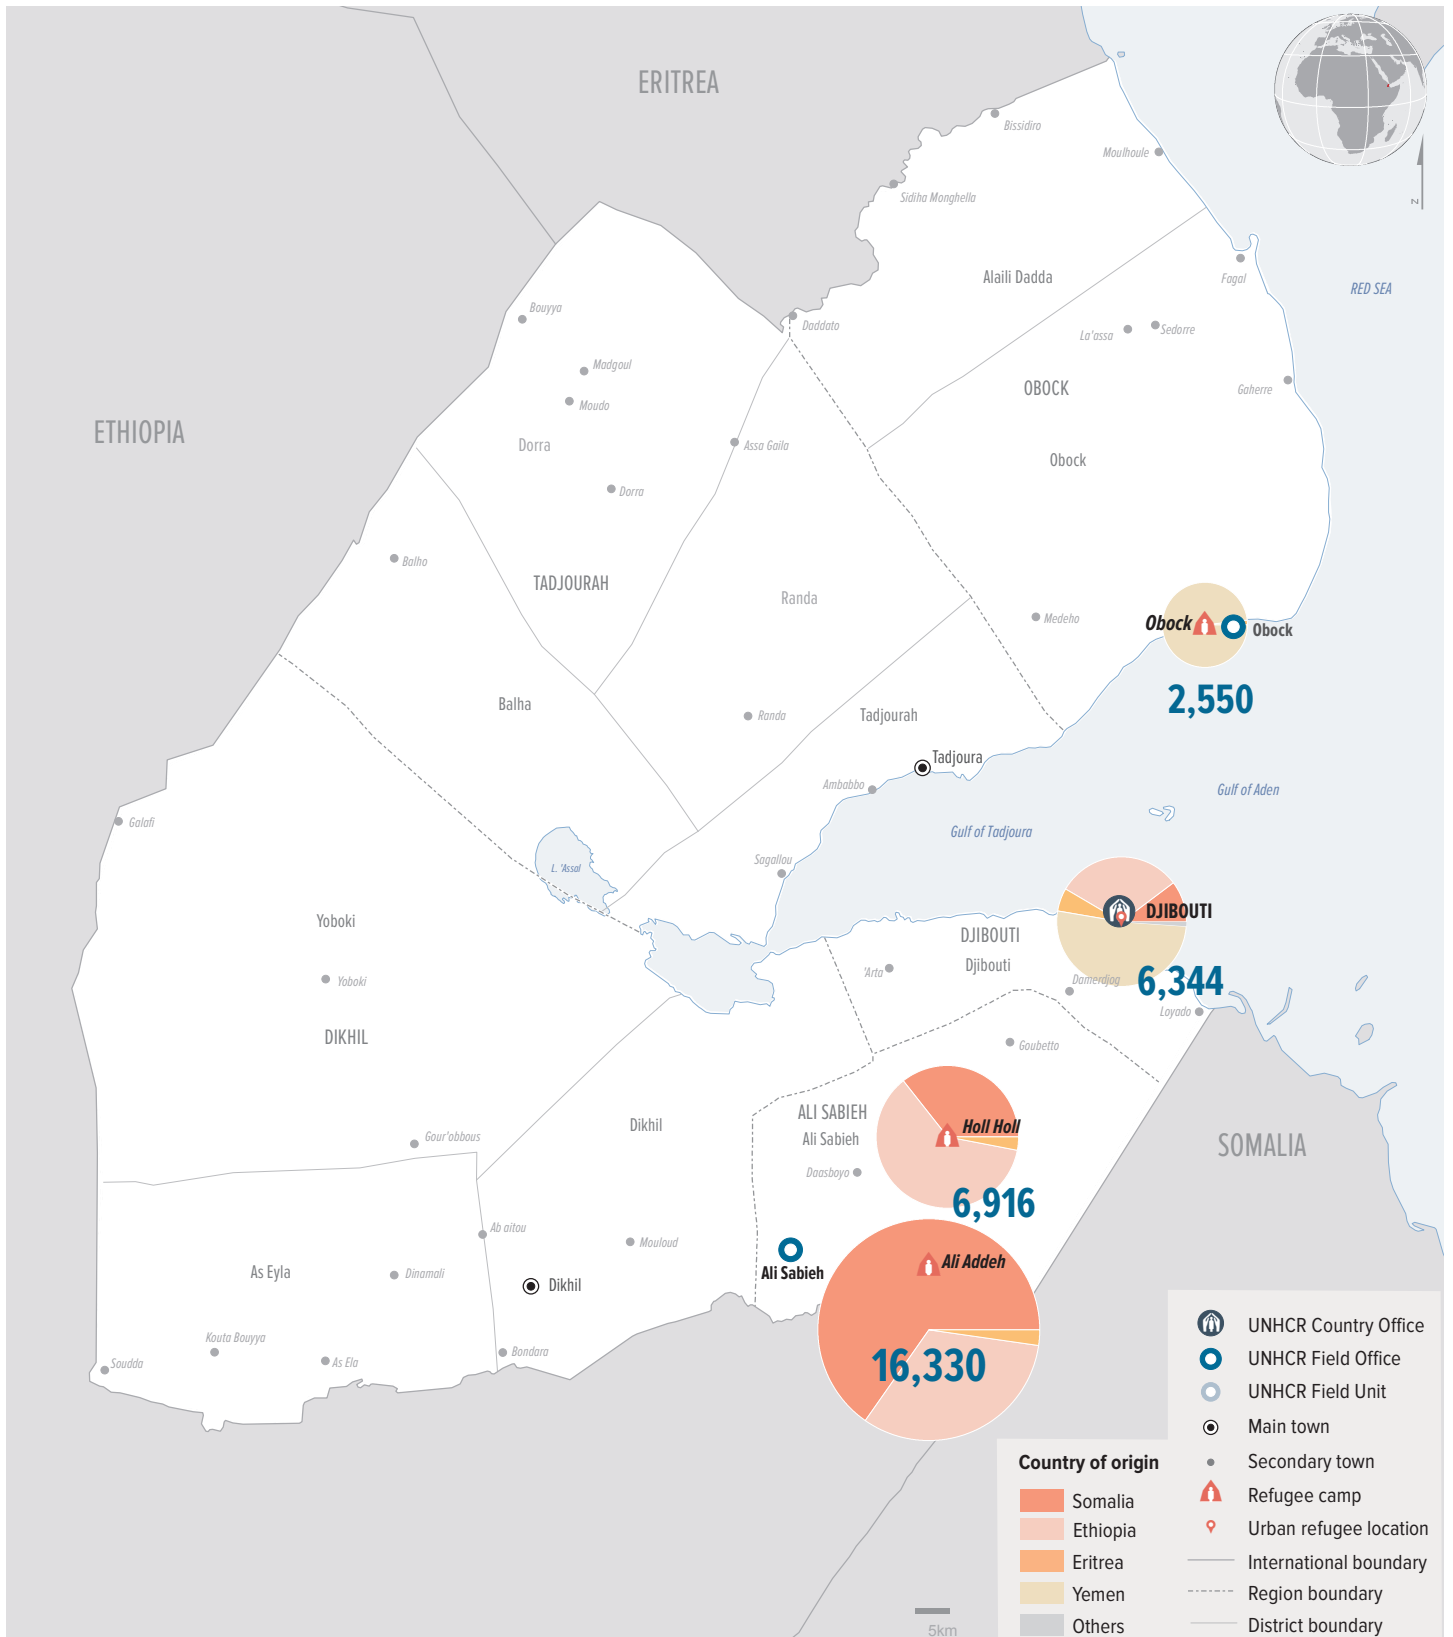 ERITREA
Bissidiro
Moulhoule
Sidiha Monghella
Z
Alaili Dadda
Fagal
RED SEA
Bouyya
Daddato
La'assa
Sedorre
Madgoul
OBOCK
Gaherre
Moudo
ETHIOPIA
Dorra
Assa Gaila
Obock
Dorra
Balho
TADJOURAH
Randa
Medeho
Obock
Obock
2,550
Balha
Randa
Tadjourah
Tadjoura
Ambabbo
Gulf of Aden
Galafi
Gulf of Tadjoura
Sagallou
L. 'Assal
Yoboki
DJIBOUTI
DJIBOUTI
Djibouti
'Arta
Yoboki
Damerdjog
6,344
Loyado
DIKHIL
Goubetto
ALI SABIEH
Dikhil
Holl Holl
Gour'obbous
Ali Sabieh
SOMALIA
Daasboyo
6,916
Ab aitou
Mouloud
Ali Sabieh
Ali Addeh
As Eyla
Dinamali
Dikhil
Kouta Bouyya
As Ela
Soudda
Bondara
16,330
UNHCR Country Office
UNHCR Field Office
UNHCR Field Unit
Main town
Secondary town
Refugee camp
Urban refugee location
International boundary
Region boundary
District boundary
Country of origin
Somalia
Ethiopia
Eritrea
Yemen
Others
5km